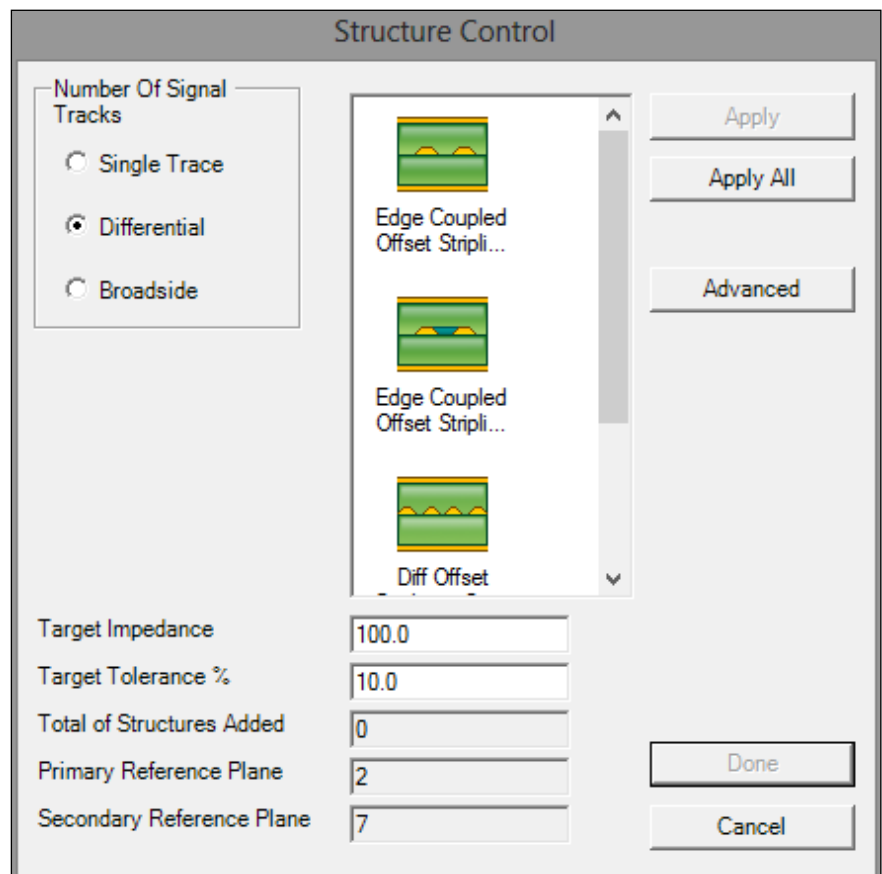 Structure Control
Number Of Signal
Tracks
Single Trace
Differential
Broadside
Edge Coupled
Offset Stripli...
Edge Coupled
Offset Stripli...
Diff Offset
Apply
Apply All
Advanced
Target Impedance
100.0
Target Tolerance %
10.0
Total of Structures Added
0
Primary Reference Plane
2
Secondary Reference Plane
7
Done
Cancel